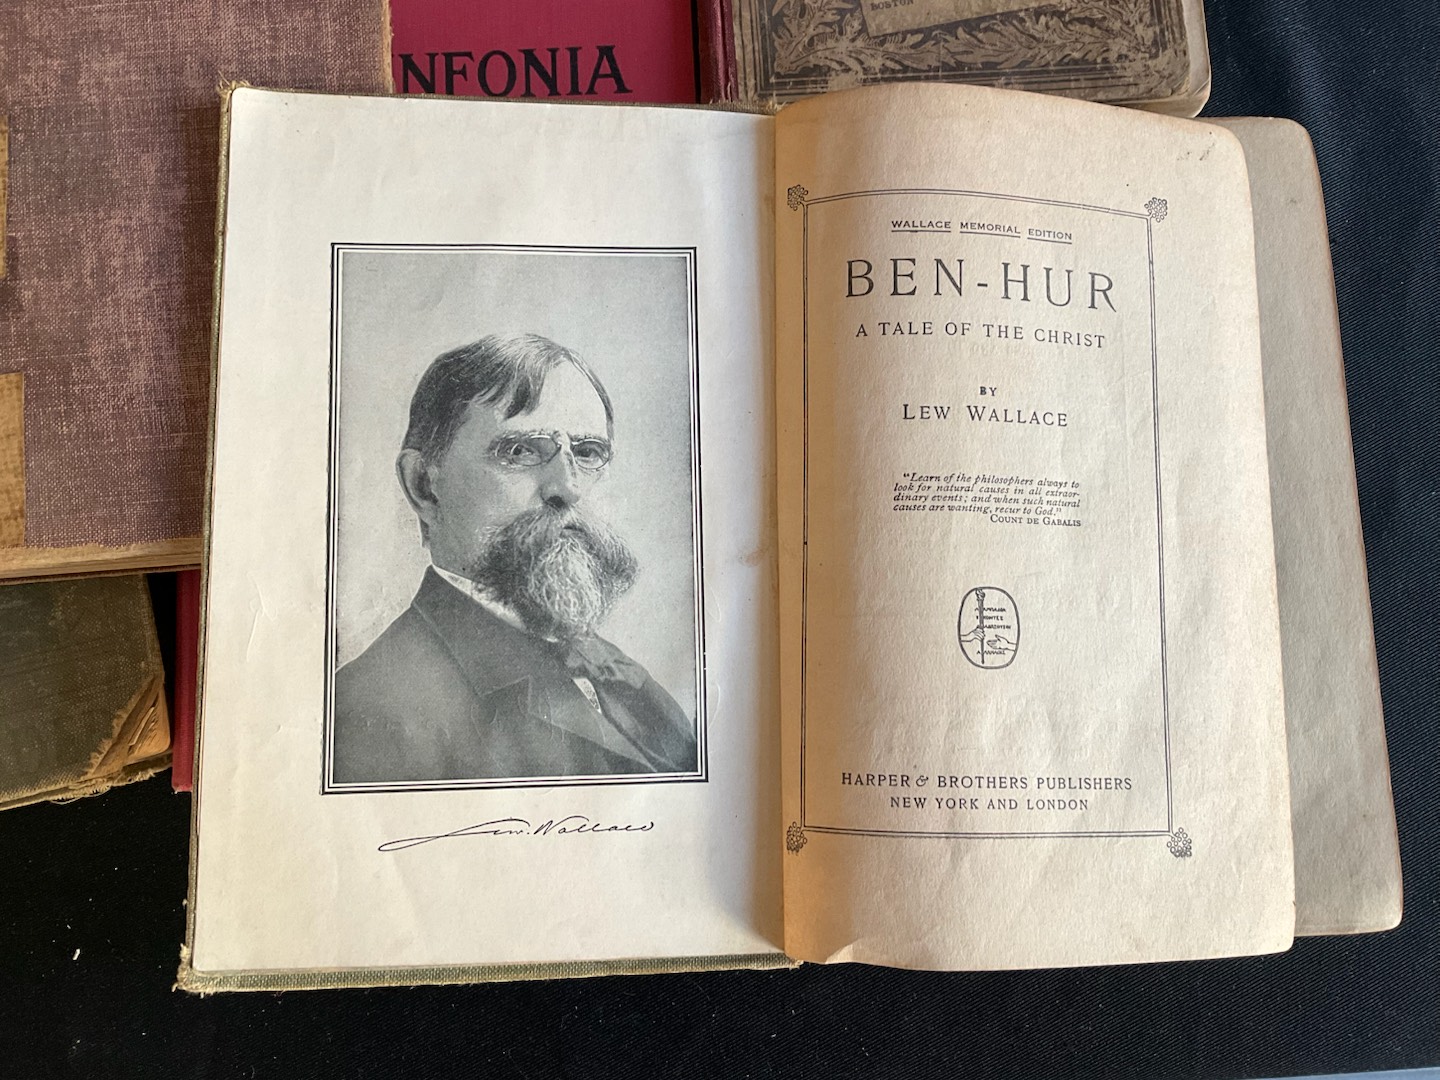 NFONIA
BOSTON
Lew. Wallace
WALLACE MEMORIAL EDITION
BEN-HUR
A TALE OF THE CHRIST
BY
LEW WALLACE
"Learn of the philosophers always to
look for natural causes in all extraor-
dinary events; and when such natural
causes are wanting, recur to God."
COUNT DE GABALIS
HARPER & BROTHERS PUBLISHERS
NEW YORK AND LONDON